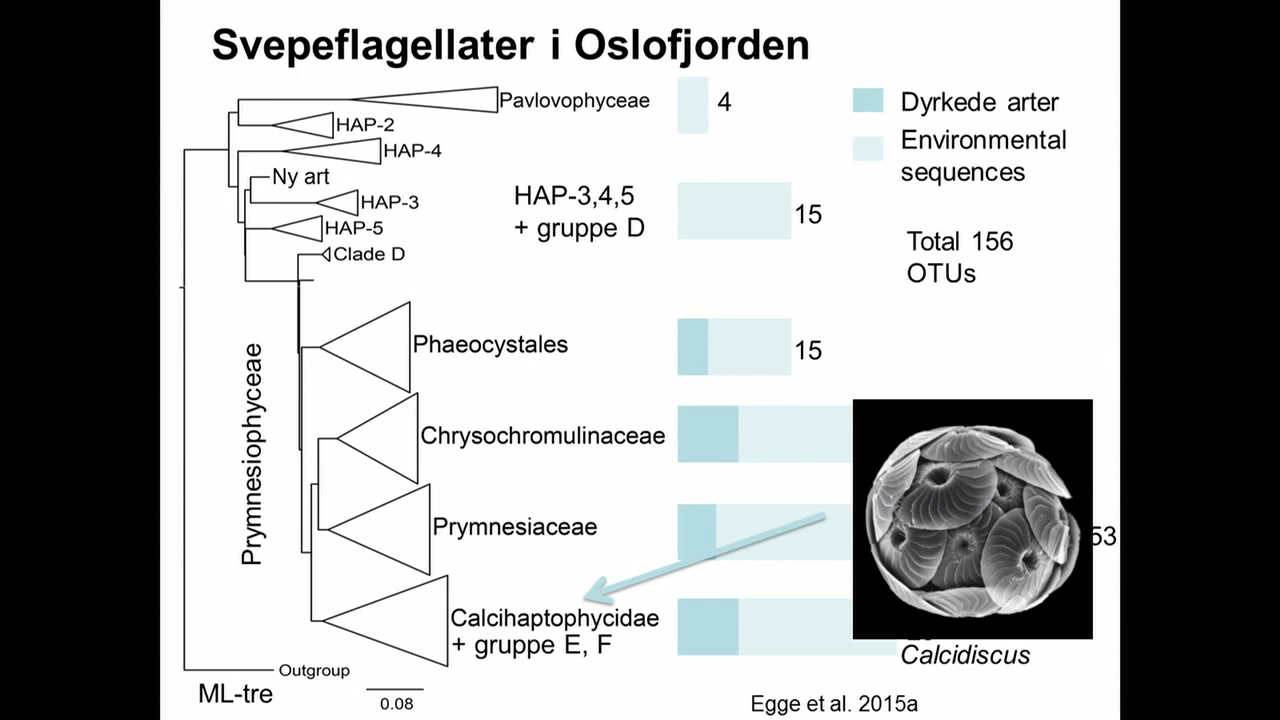 Svepeflagellater i Oslofjorden
Pavlovophyceae
4
HAP-2
HAP-4
Ny art
HAP-3
HAP-5
Clade D
HAP-3,4,5
+ gruppe D
15
Dyrkede arter
Environmental
sequences
Total 156
OTUs
Prymnesiophyceae
Phaeocystales
15
Chrysochromulinaceae
Prymnesiaceae
53
Calcihaptophycidae
+ gruppe E, F
Calcidiscus
Outgroup
ML-tre
0.08
Egge et al. 2015a